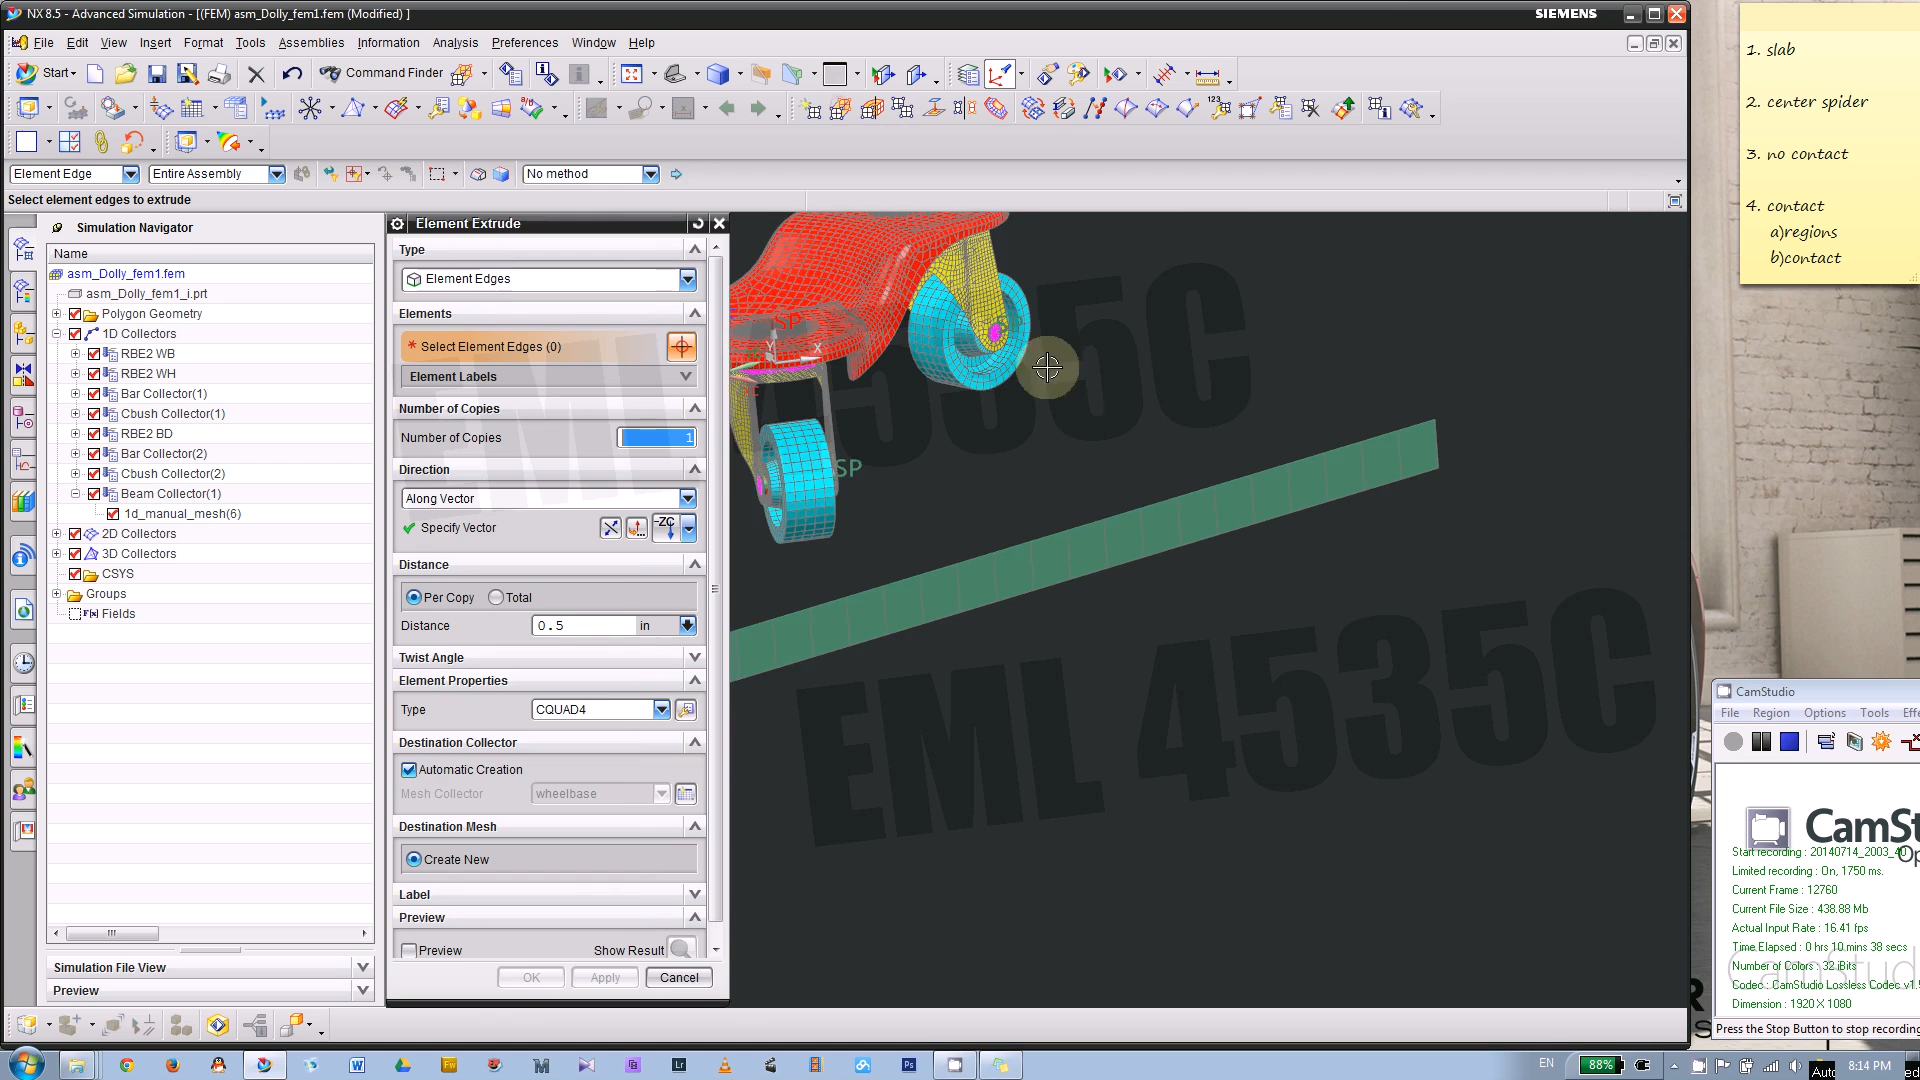 NX 8.5 - Advanced Simulation - [(FEM) asm_Dolly_fem1.fem (Modified) ]
SIEMENS
File Edit View Insert Format Tools Assemblies Information Analysis Preferences Window Help
Start Command Finder
Element Edge Entire Assembly No method
Select element edges to extrude
Simulation Navigator
Name
asm_Dolly_fem1.fem
asm_Dolly_fem1_i.prt
Polygon Geometry
1D Collectors
RBE2 WB
RBE2 WH
Bar Collector(1)
Cbush Collector(1)
RBE2 BD
Bar Collector(2)
Cbush Collector(2)
Beam Collector(1)
1d_manual_mesh(6)
2D Collectors
3D Collectors
CSYS
Groups
F(x) Fields
Simulation File View
Preview
Element Extrude
Type
Element Edges
Elements
* Select Element Edges (0)
Element Labels
Number of Copies
Number of Copies 1
Direction
Along Vector
Specify Vector -ZC
Distance
Per Copy Total
Distance 0.5 in
Twist Angle
Element Properties
Type CQUAD4
Destination Collector
Automatic Creation
Mesh Collector wheelbase
Destination Mesh
Create New
Label
Preview
Preview Show Result
OK Apply Cancel
SP
Y
X
SP
EML 4535C
EML 4535C
1. slab
2. center spider
3. no contact
4. contact
a)regions
b)contact
CamStudio
File Region Options Tools Effe
CamSt
Op
Start recording : 20140714_2003_40
Limited recording : On, 1750 ms.
Current Frame : 12760
Current File Size : 438.88 Mb
Actual Input Rate : 16.41 fps
Time Elapsed : 0 hrs 10 mins 38 secs
Number of Colors : 32 iBits
Codec : CamStudio Lossless Codec v1.5
Dimension : 1920 X 1080
Press the Stop Button to stop recording
EN 88% 8:14 PM
Auto